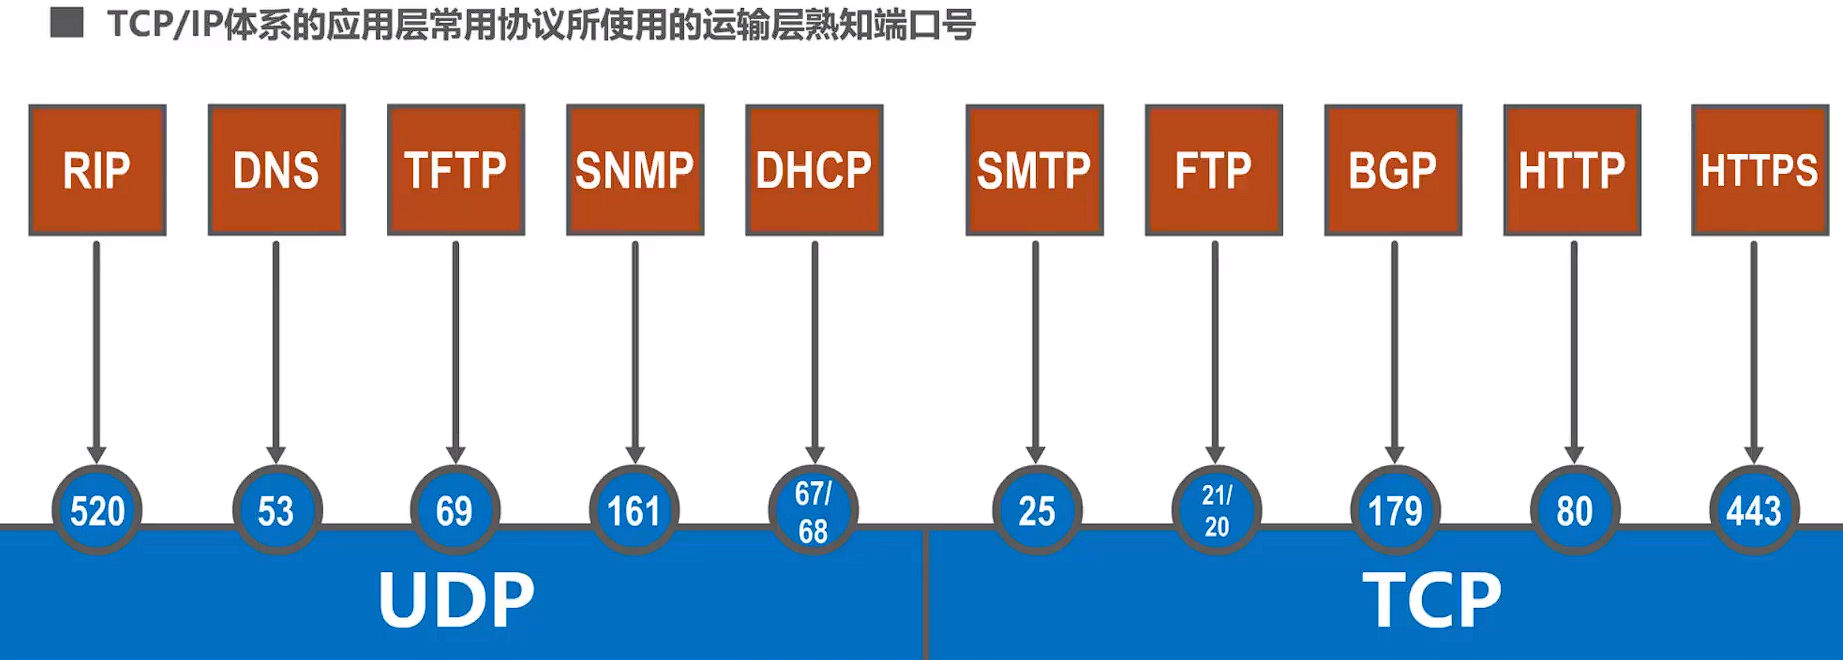 TCP/IP体系的应用层常用协议所使用的运输层熟知端口号
RIP
DNS
TFTP
SNMP
DHCP
SMTP
FTP
BGP
HTTP
HTTPS
520
53
69
161
67/
68
25
21/
20
179
80
443
UDP
TCP